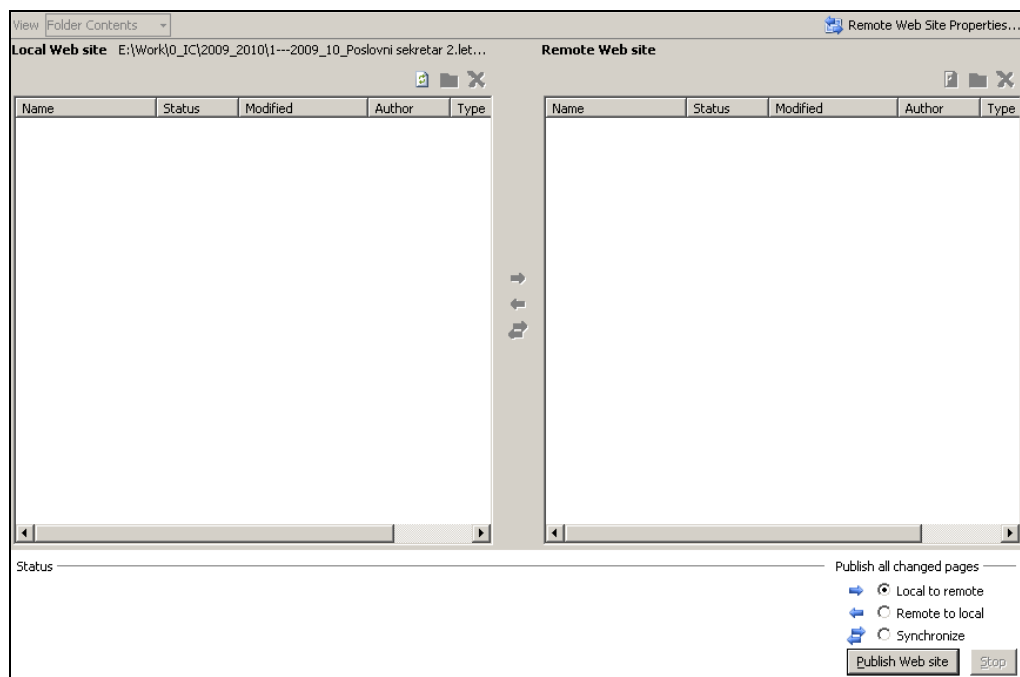 View Folder Contents Remote Web Site Properties...
Local Web site E:\Work\0_IC\2009_2010\1---2009_10_Poslovni sekretar 2.let... Remote Web site
Name Status Modified Author Type Name Status Modified Author Type
Status Publish all changed pages
Local to remote
Remote to local
Synchronize
Publish Web site Stop